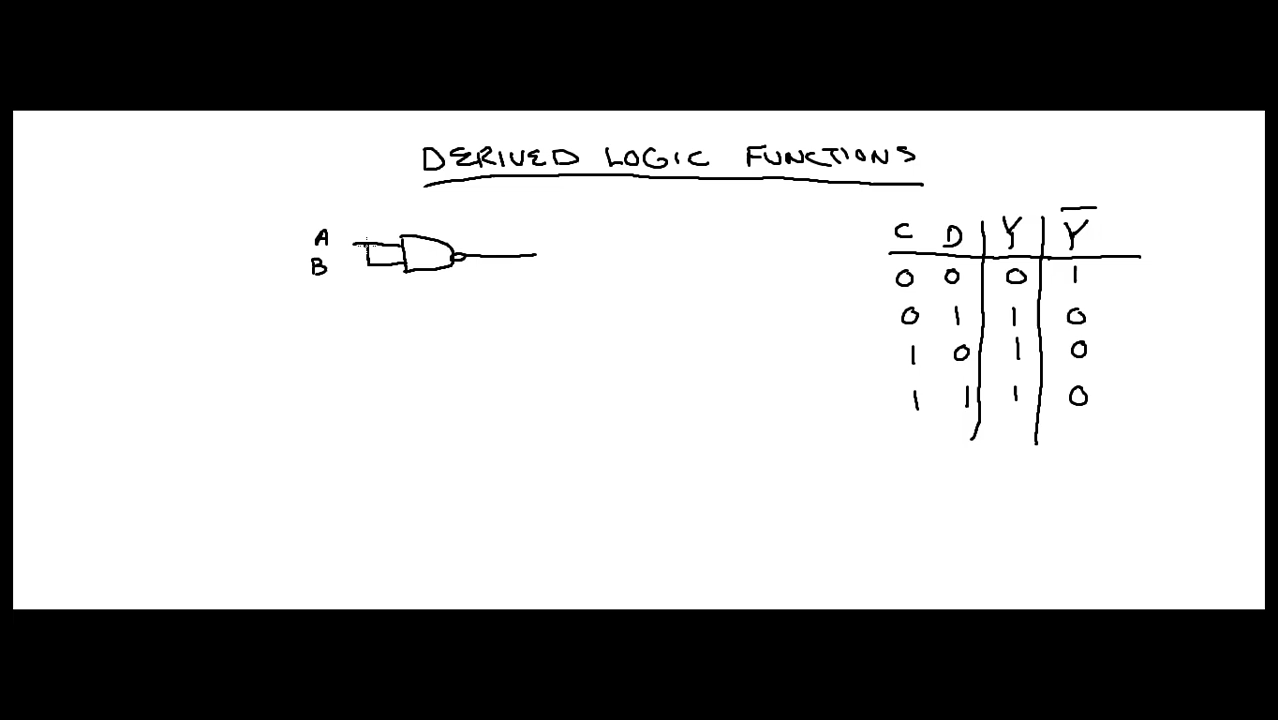 DERIVED LOGIC FUNCTIONS
A
B
C D Y Y̅
0 0 0 1
0 1 1 0
1 0 1 0
1 1 1 0